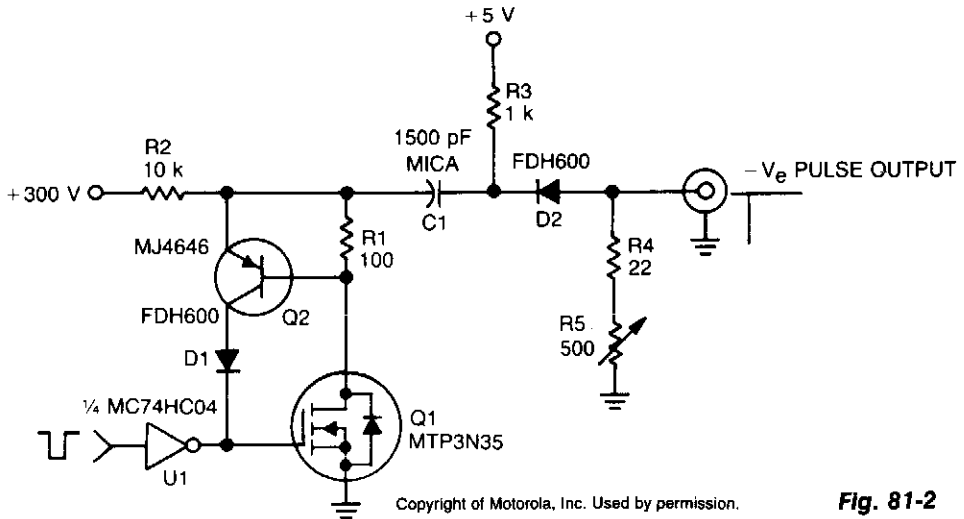 +5 V
R3
1 k
1500 pF
MICA
C1
FDH600
D2
−Ve PULSE OUTPUT
R2
10 k
+300 V
R1
100
R4
22
MJ4646
Q2
FDH600
D1
R5
500
¼ MC74HC04
U1
Q1
MTP3N35
Copyright of Motorola, Inc. Used by permission.
Fig. 81-2